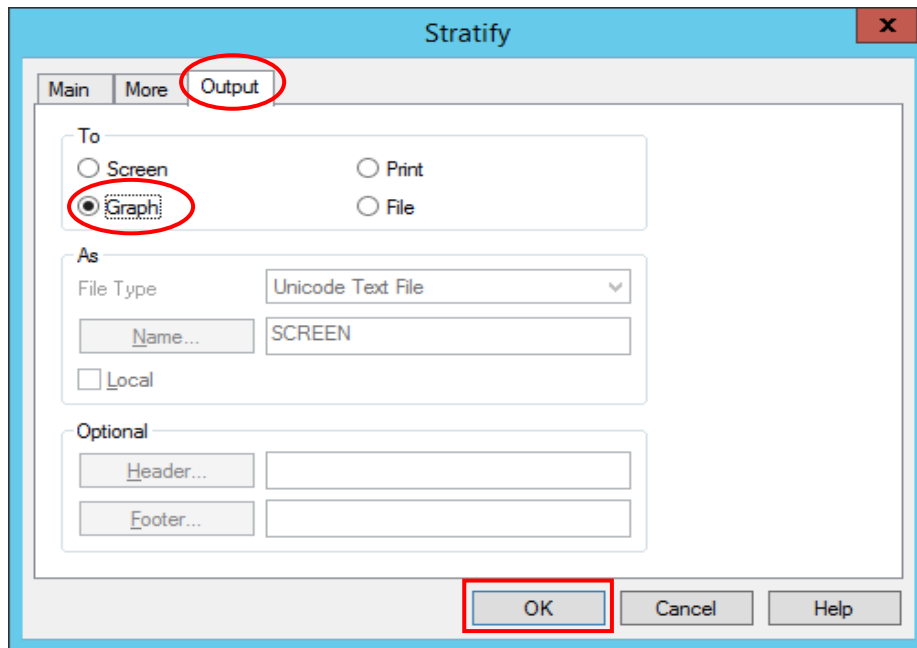 Stratify
x
Main More Output
To
Screen Print
Graph File
As
File Type Unicode Text File
Name... SCREEN
Local
Optional
Header...
Footer...
OK Cancel Help